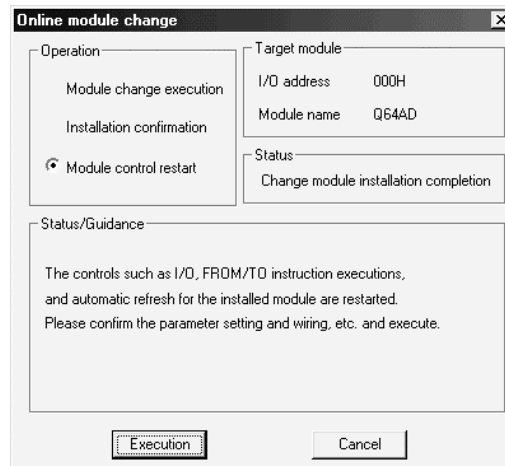 Online module change
Operation
Module change execution
Installation confirmation
Module control restart
Target module
I/O address 000H
Module name Q64AD
Status
Change module installation completion
Status/Guidance
The controls such as I/O, FROM/TO instruction executions,
and automatic refresh for the installed module are restarted.
Please confirm the parameter setting and wiring, etc. and execute.
Execution
Cancel